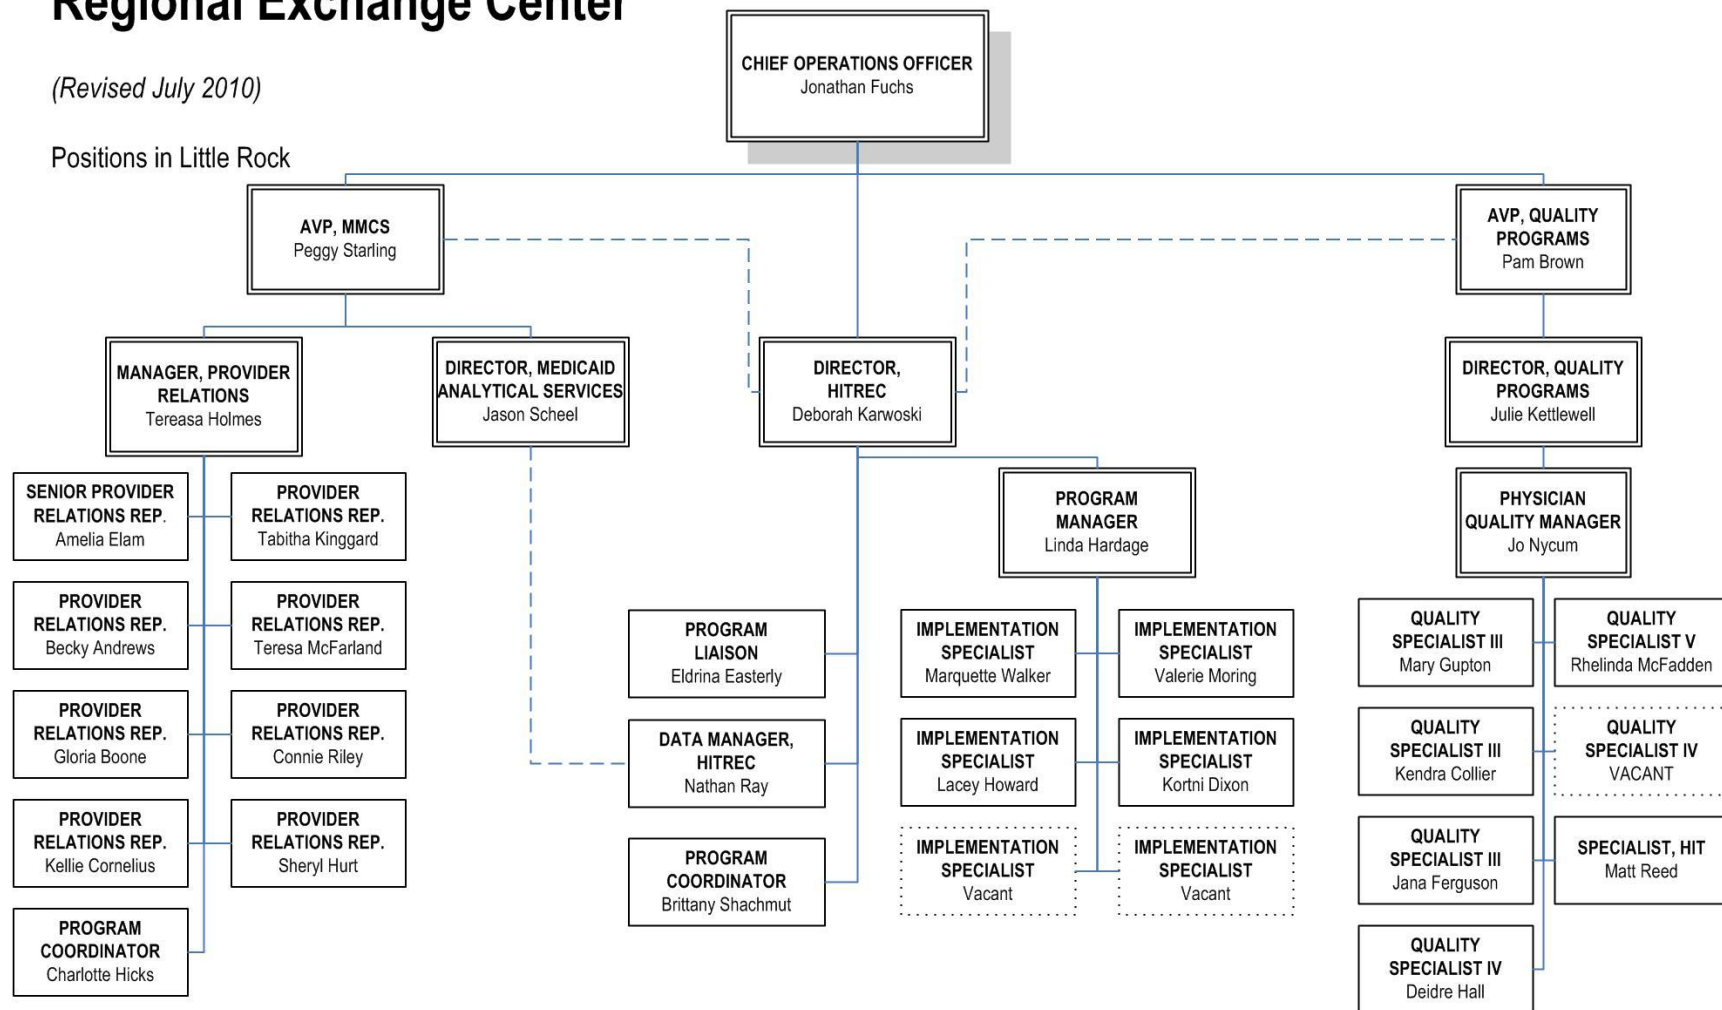 Regional Exchange Center
(Revised July 2010)
Positions in Little Rock
CHIEF OPERATIONS OFFICER
Jonathan Fuchs
AVP, MMCS
Peggy Starling
AVP, QUALITY
PROGRAMS
Pam Brown
MANAGER, PROVIDER
RELATIONS
Tereasa Holmes
DIRECTOR, MEDICAID
ANALYTICAL SERVICES
Jason Scheel
DIRECTOR,
HITREC
Deborah Karwoski
DIRECTOR, QUALITY
PROGRAMS
Julie Kettlewell
SENIOR PROVIDER
RELATIONS REP.
Amelia Elam
PROVIDER
RELATIONS REP.
Tabitha Kinggard
PROVIDER
RELATIONS REP.
Becky Andrews
PROVIDER
RELATIONS REP.
Teresa McFarland
PROVIDER
RELATIONS REP.
Gloria Boone
PROVIDER
RELATIONS REP.
Connie Riley
PROVIDER
RELATIONS REP.
Kellie Cornelius
PROVIDER
RELATIONS REP.
Sheryl Hurt
PROGRAM
COORDINATOR
Charlotte Hicks
PROGRAM
LIAISON
Eldrina Easterly
DATA MANAGER,
HITREC
Nathan Ray
PROGRAM
COORDINATOR
Brittany Shachmut
PROGRAM
MANAGER
Linda Hardage
IMPLEMENTATION
SPECIALIST
Marquette Walker
IMPLEMENTATION
SPECIALIST
Valerie Moring
IMPLEMENTATION
SPECIALIST
Lacey Howard
IMPLEMENTATION
SPECIALIST
Kortni Dixon
IMPLEMENTATION
SPECIALIST
Vacant
IMPLEMENTATION
SPECIALIST
Vacant
PHYSICIAN
QUALITY MANAGER
Jo Nycum
QUALITY
SPECIALIST III
Mary Gupton
QUALITY
SPECIALIST V
Rhelinda McFadden
QUALITY
SPECIALIST III
Kendra Collier
QUALITY
SPECIALIST IV
VACANT
QUALITY
SPECIALIST III
Jana Ferguson
SPECIALIST, HIT
Matt Reed
QUALITY
SPECIALIST IV
Deidre Hall